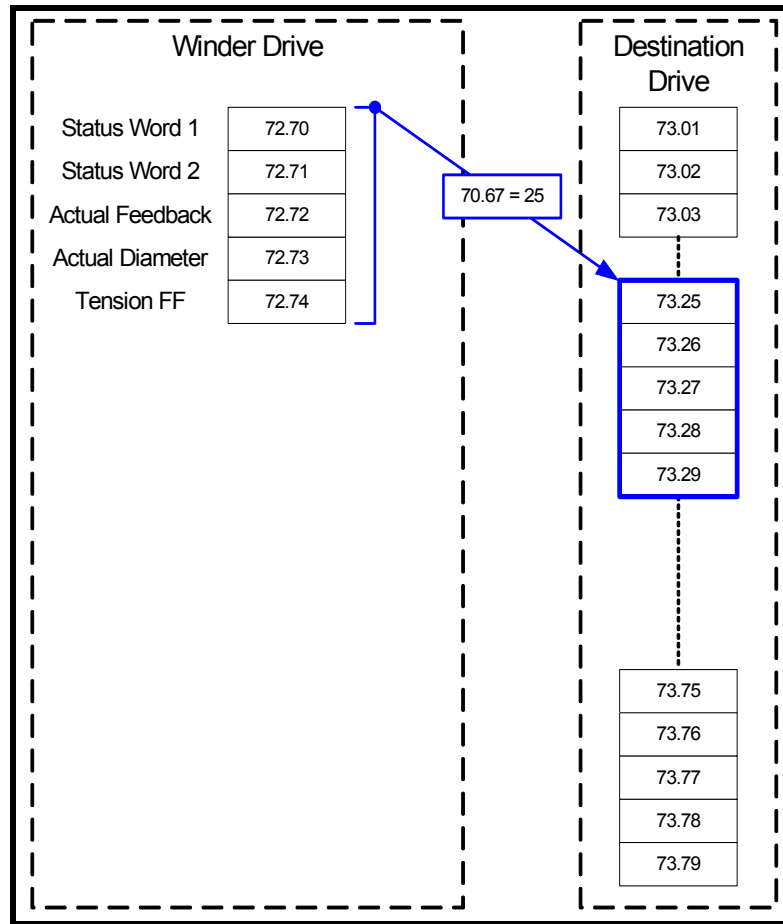 Winder Drive
Status Word 1
72.70
Status Word 2
72.71
Actual Feedback
72.72
Actual Diameter
72.73
Tension FF
72.74
70.67 = 25
Destination
Drive
73.01
73.02
73.03
73.25
73.26
73.27
73.28
73.29
73.75
73.76
73.77
73.78
73.79